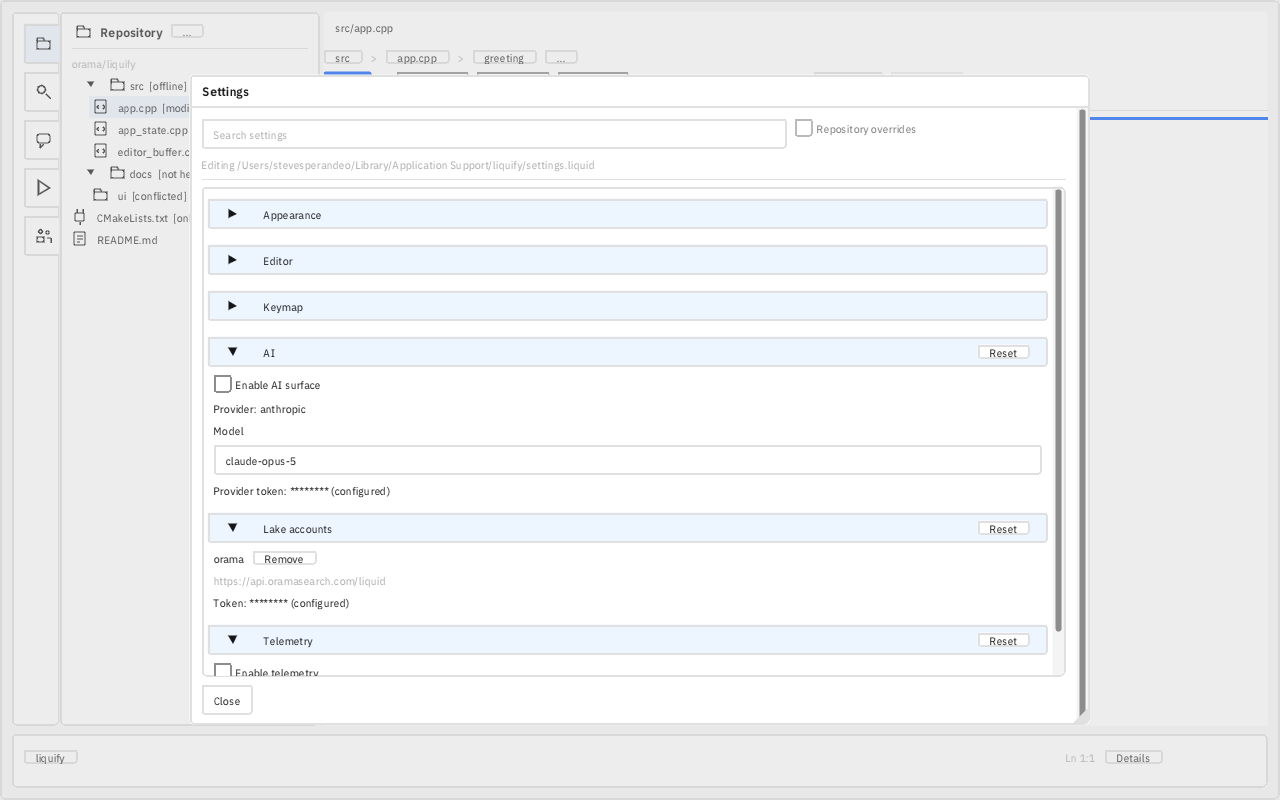 Repository ...
orama/liquify
src [offline]
app.cpp [modi
app_state.cpp
editor_buffer.c
docs [not he
ui [conflicted]
CMakeLists.txt [on
README.md
src/app.cpp
src > app.cpp > greeting ...
Settings
Search settings
Repository overrides
Editing /Users/stevesperandeo/Library/Application Support/liquify/settings.liquid
Appearance
Editor
Keymap
AI Reset
Enable AI surface
Provider: anthropic
Model
claude-opus-5
Provider token: ******** (configured)
Lake accounts Reset
orama Remove
https://api.oramasearch.com/liquid
Token: ******** (configured)
Telemetry Reset
Enable telemetry
Close
liquify
Ln 1:1 Details